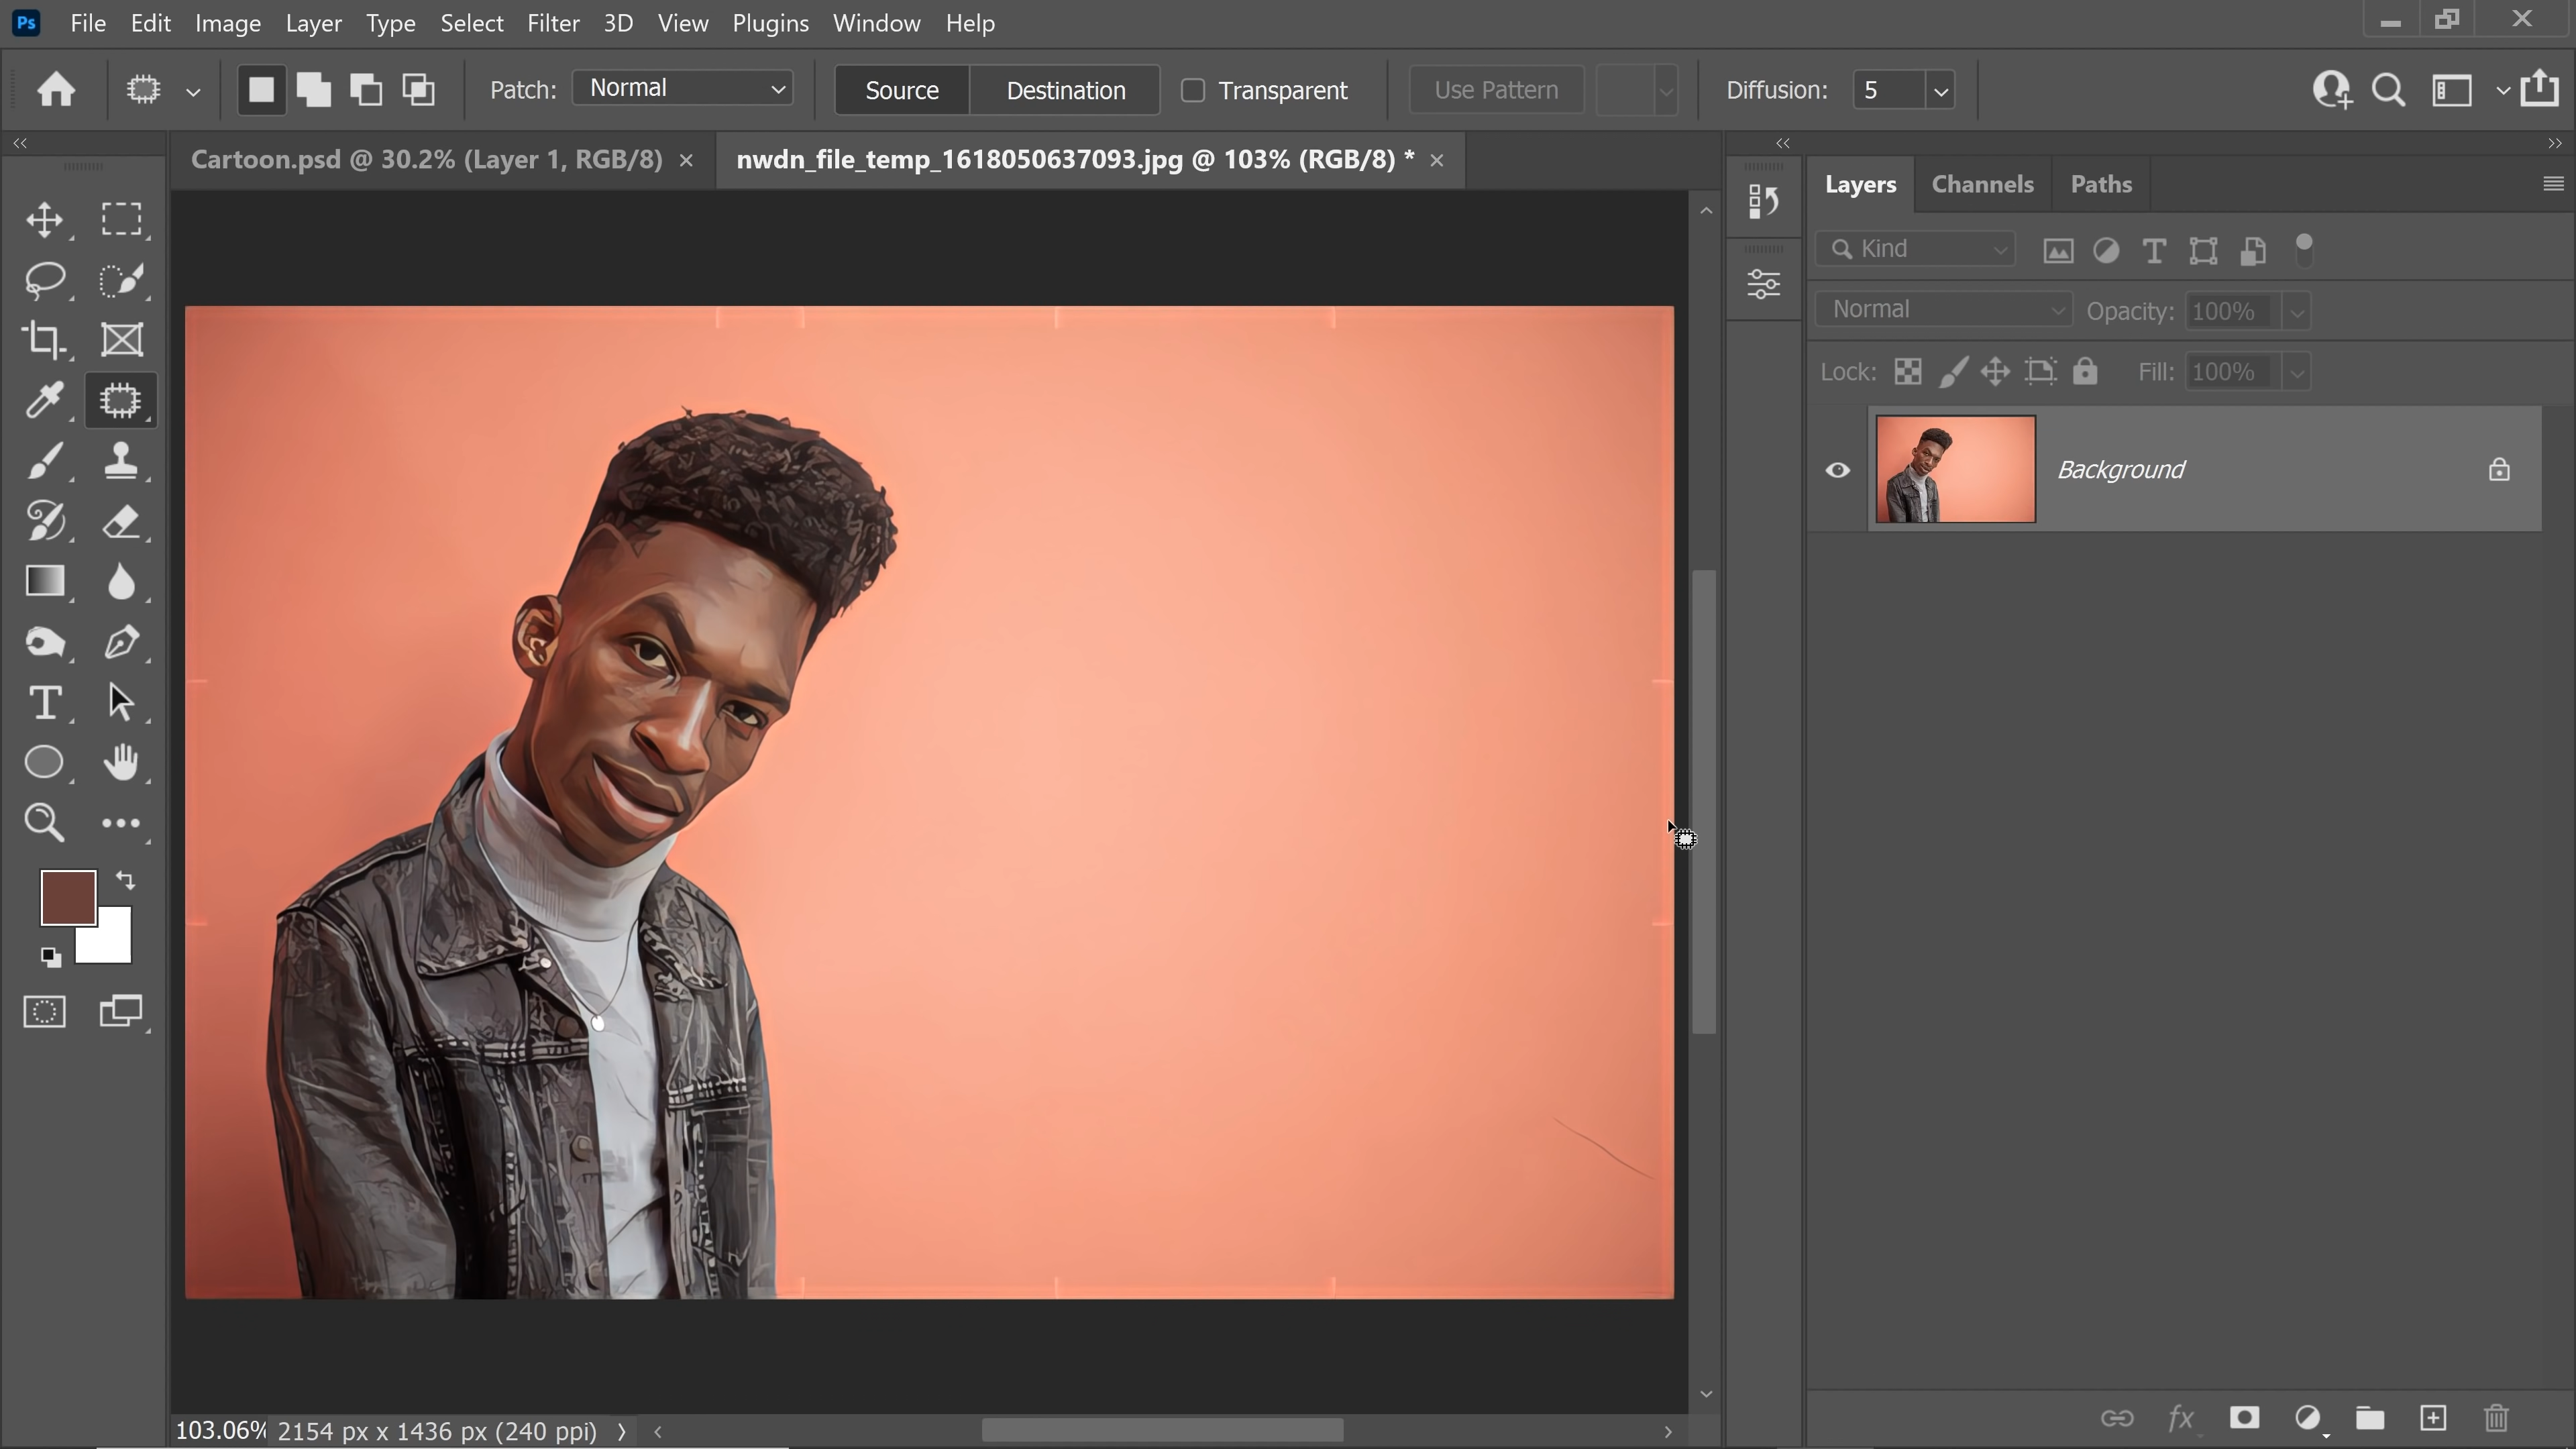 Ps File Edit Image Layer Type Select Filter 3D View Plugins Window Help
Patch: Normal Source Destination Transparent Use Pattern Diffusion: 5
Cartoon.psd @ 30.2% (Layer 1, RGB/8) nwdn_file_temp_1618050637093.jpg @ 103% (RGB/8) *
Layers Channels Paths
Kind
Normal Opacity: 100%
Lock: Fill: 100%
Background
103.06% 2154 px x 1436 px (240 ppi)
fx